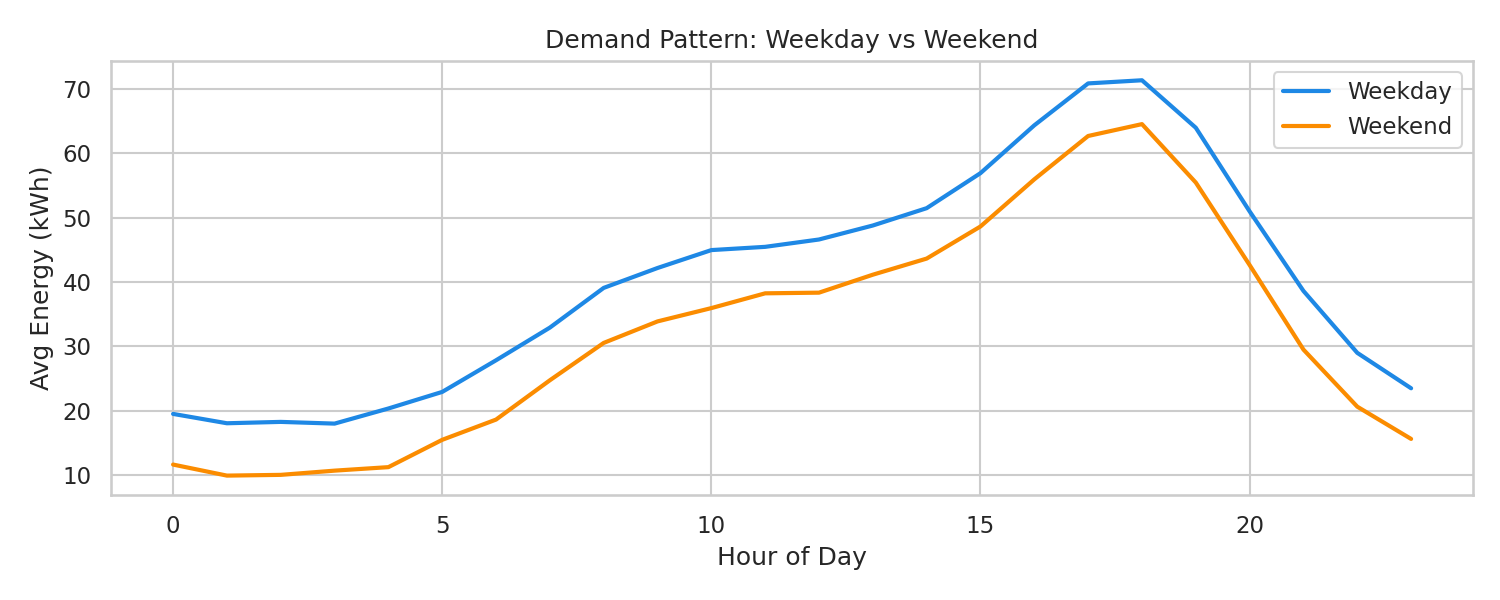 Demand Pattern: Weekday vs Weekend
Weekday
Weekend
Avg Energy (kWh)
70
60
50
40
30
20
10
0 5 10 15 20
Hour of Day